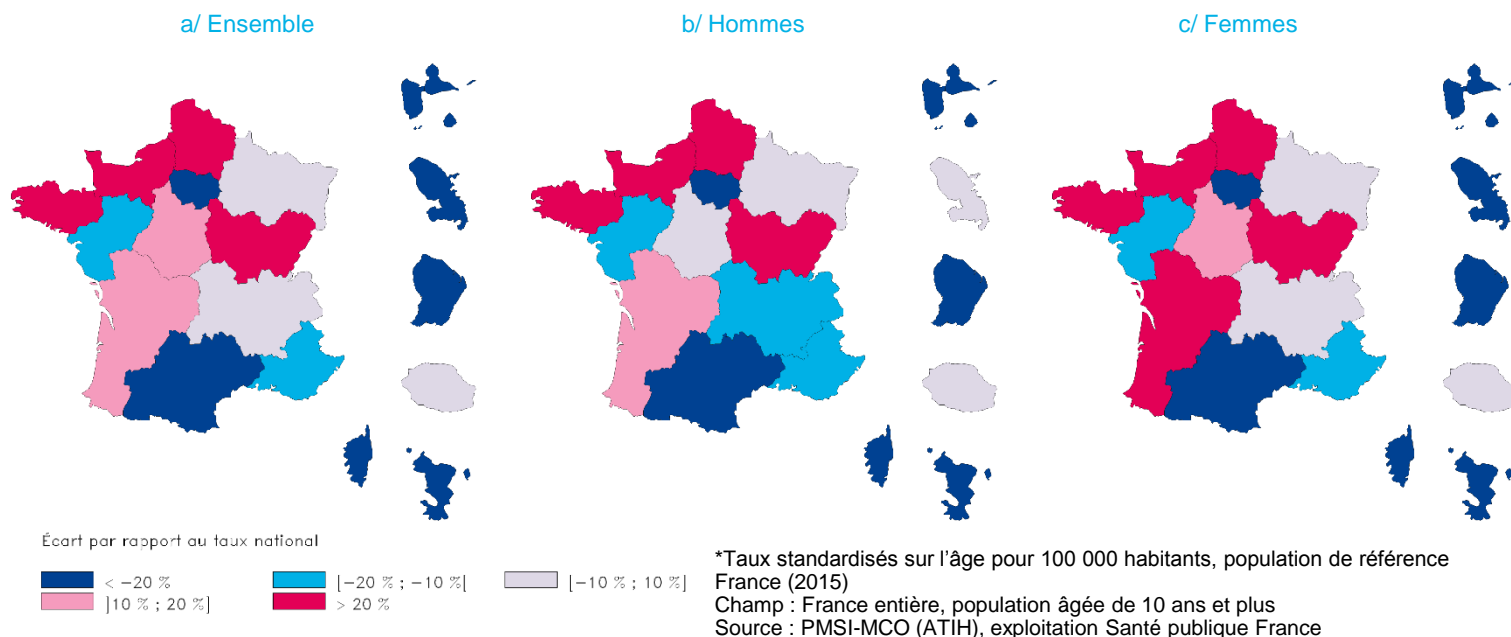 a/ Ensemble
b/ Hommes
c/ Femmes
Écart par rapport au taux national
< −20 %
[−20 % ; −10 %[
[−10 % ; 10 %]
]10 % ; 20 %]
> 20 %
*Taux standardisés sur l'âge pour 100 000 habitants, population de référence
France (2015)
Champ : France entière, population âgée de 10 ans et plus
Source : PMSI-MCO (ATIH), exploitation Santé publique France